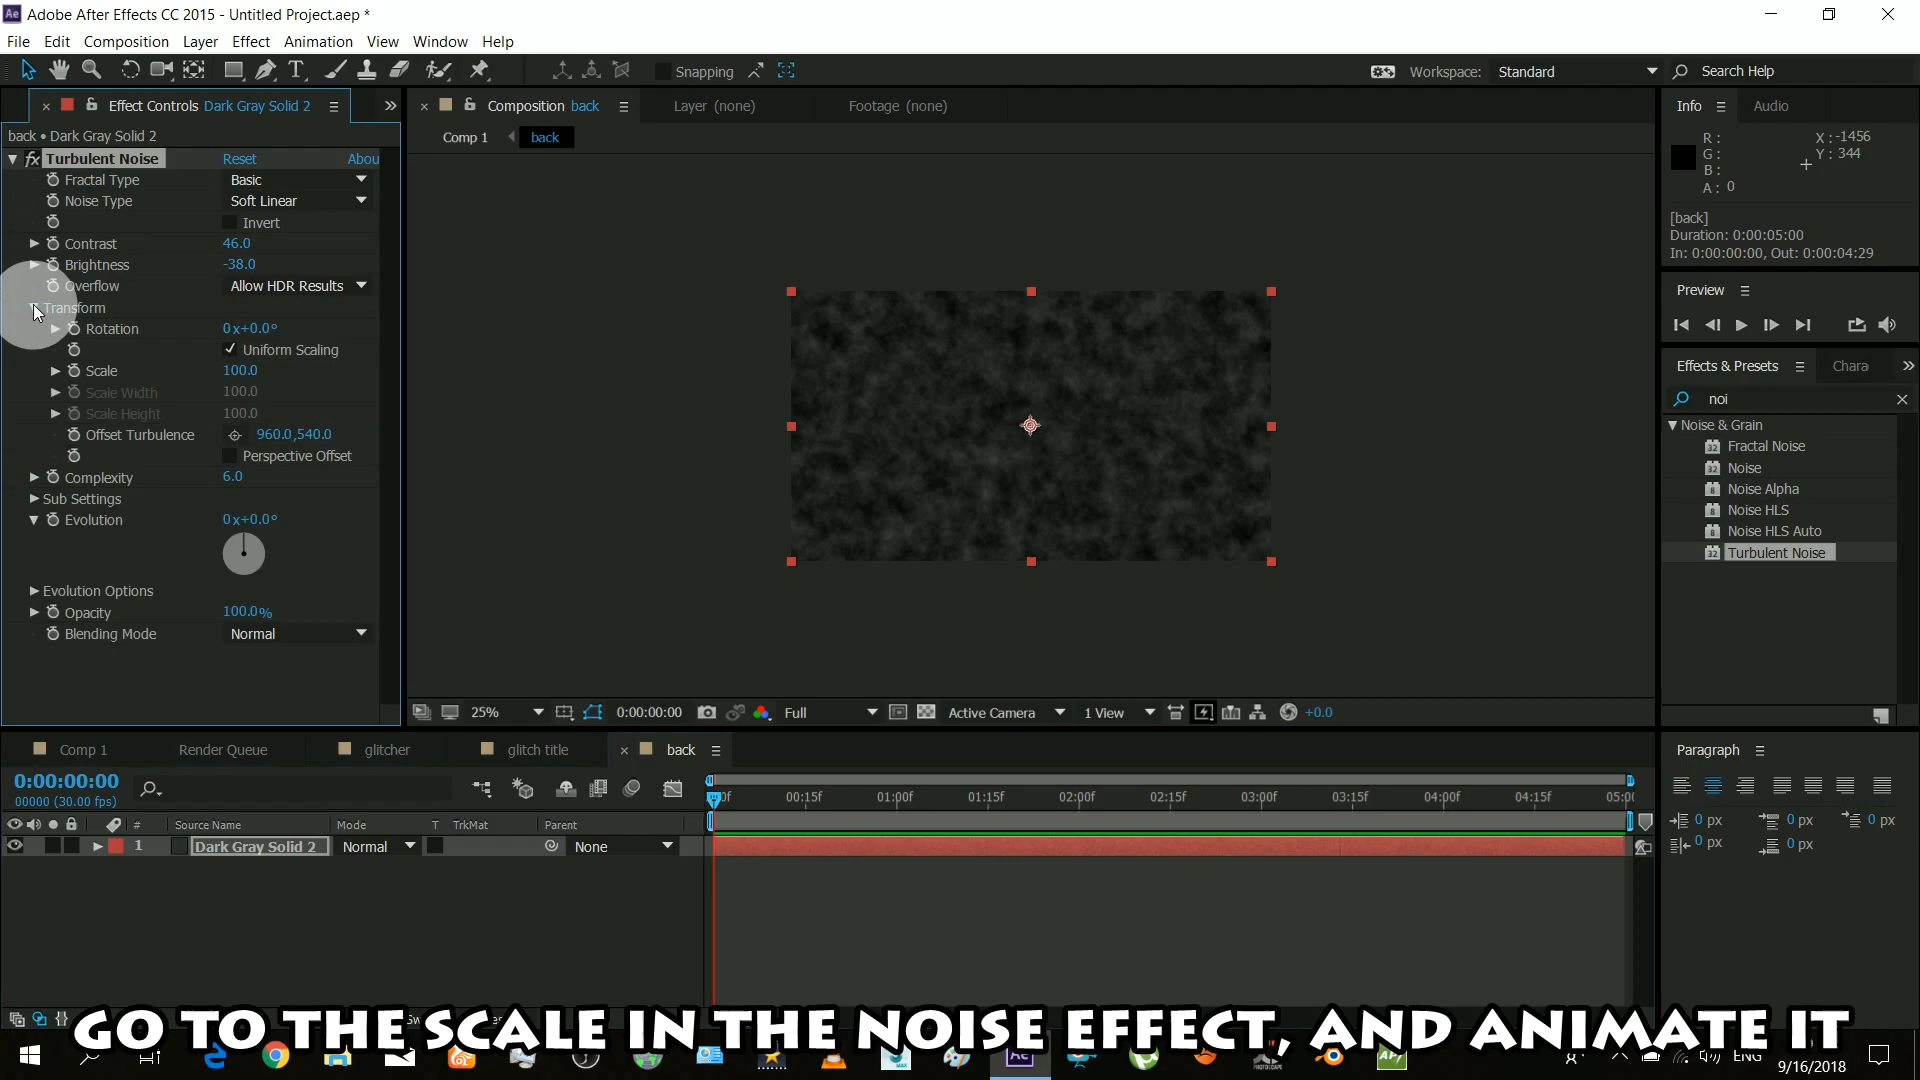 Adobe After Effects CC 2015 - Untitled Project.aep *
File Edit Composition Layer Effect Animation View Window Help
Snapping
Workspace: Standard
Search Help
Effect Controls Dark Gray Solid 2
Composition back
Layer (none)
Footage (none)
Info
Audio
back • Dark Gray Solid 2
Comp 1
back
R :
G :
B :
A : 0
X : -1456
Y : 344
Turbulent Noise Reset Abou
Fractal Type Basic
Noise Type Soft Linear
Invert
Contrast 46.0
Brightness -38.0
Overflow Allow HDR Results
Transform
Rotation 0x+0.0°
Uniform Scaling
Scale 100.0
Scale Width 100.0
Scale Height 100.0
Offset Turbulence 960.0,540.0
Perspective Offset
Complexity 6.0
Sub Settings
Evolution 0x+0.0°
Evolution Options
Opacity 100.0%
Blending Mode Normal
[back]
Duration: 0:00:05:00
In: 0:00:00:00, Out: 0:00:04:29
Preview
Effects & Presets
Chara
noi
Noise & Grain
Fractal Noise
Noise
Noise Alpha
Noise HLS
Noise HLS Auto
Turbulent Noise
25%
0:00:00:00
Full
Active Camera
1 View
+0.0
Comp 1
Render Queue
glitcher
glitch title
back
Paragraph
0:00:00:00
00000 (30.00 fps)
00:15f 01:00f 01:15f 02:00f 02:15f 03:00f 03:15f 04:00f 04:15f
# Source Name Mode T TrkMat Parent
1 Dark Gray Solid 2 Normal None
0 px 0 px 0 px
0 px 0 px
GO TO THE SCALE IN THE NOISE EFFECT, AND ANIMATE IT
ENG
9/16/2018